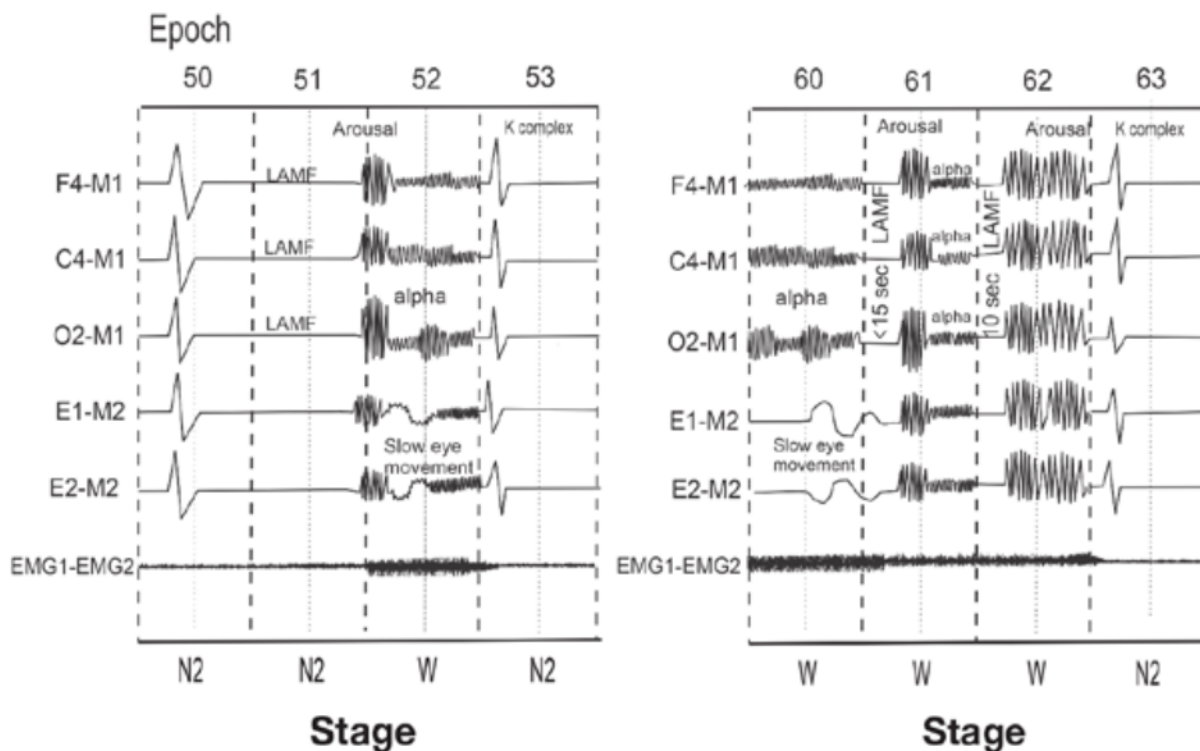 Epoch
50 51 52 53
Arousal K complex
F4-M1 LAMF
C4-M1 LAMF
alpha
O2-M1 LAMF
E1-M2
Slow eye
movement
E2-M2
EMG1-EMG2
N2 N2 W N2
Stage
60 61 62 63
Arousal Arousal K complex
F4-M1 alpha
LAMF LAMF
C4-M1 alpha
alpha
<15 sec 10 sec
O2-M1 alpha
E1-M2
Slow eye
movement
E2-M2
EMG1-EMG2
W W W N2
Stage